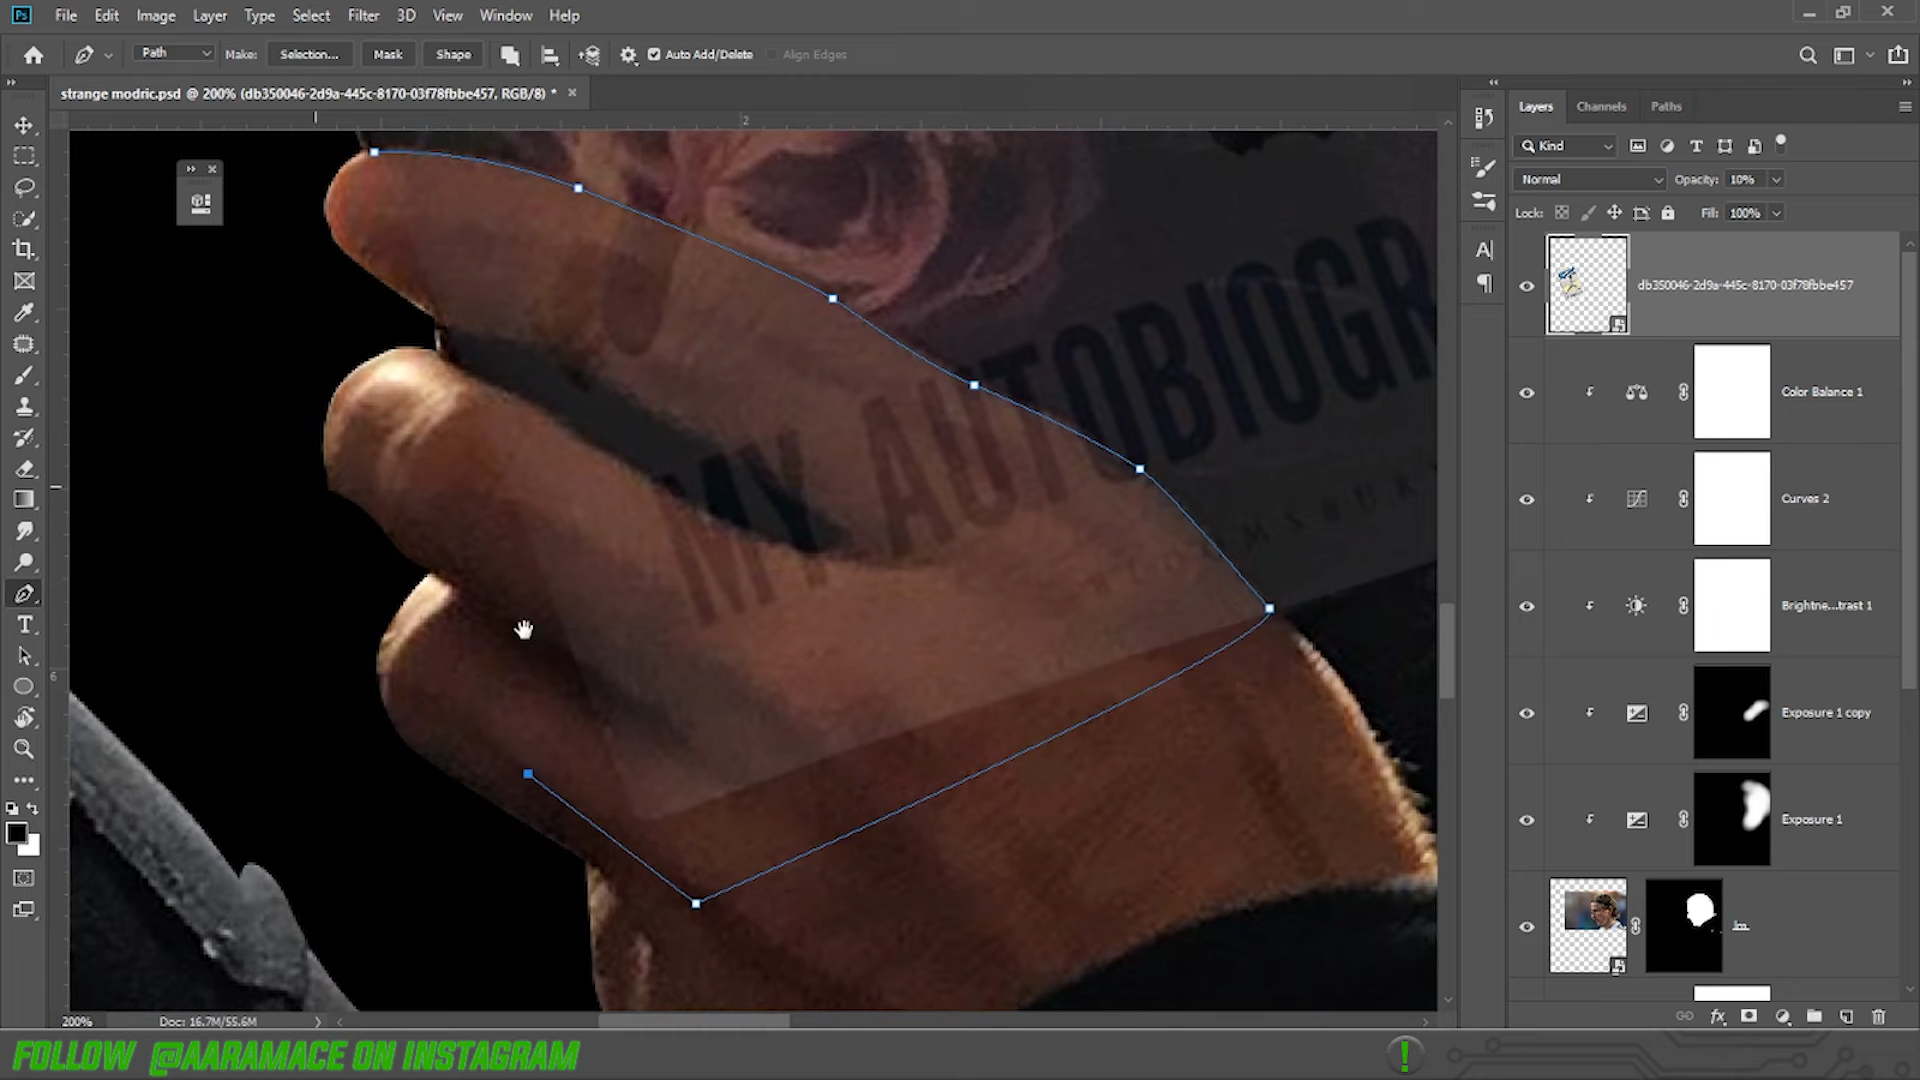 Ps File Edit Image Layer Type Select Filter 3D View Window Help
Path Make: Selection... Mask Shape Auto Add/Delete Align Edges
strange modric.psd @ 200% (db350046-2d9a-445c-8170-03f78fbbe457, RGB/8) *
2
6
MY AUTOBIOGR
Layers Channels Paths
Kind
Normal Opacity: 10%
Lock: Fill: 100%
db350046-2d9a-445c-8170-03f78fbbe457
Color Balance 1
Curves 2
Brightne...trast 1
Exposure 1 copy
Exposure 1
200% Doc: 16.7M/55.6M
FOLLOW @AARAMACE ON INSTAGRAM